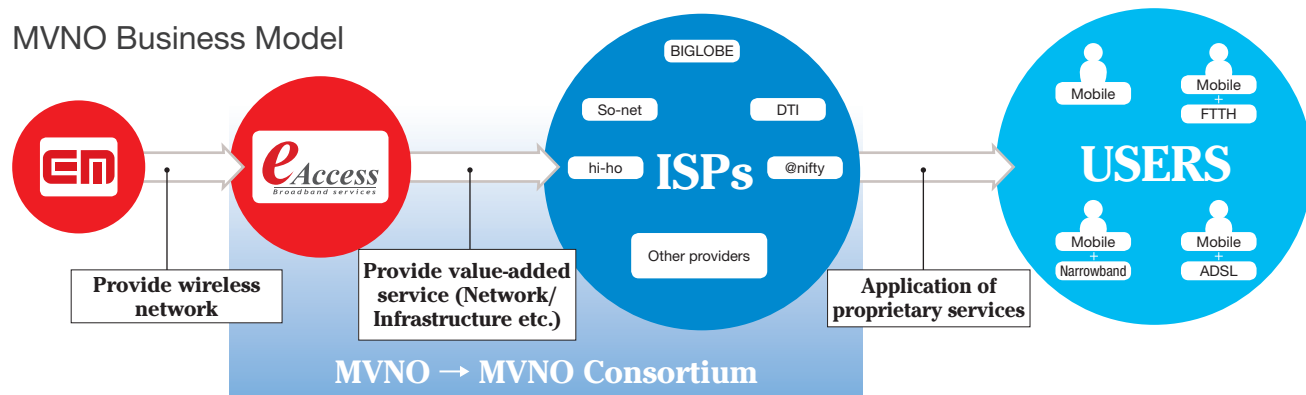 MVNO Business Model
EM
eAccess
Broadband services
BIGLOBE
So-net
DTI
hi-ho
@nifty
ISPs
Other providers
Mobile
Mobile
+
FTTH
USERS
Mobile
+
Narrowband
Mobile
+
ADSL
Provide wireless
network
Provide value-added
service (Network/
Infrastructure etc.)
Application of
proprietary services
MVNO → MVNO Consortium